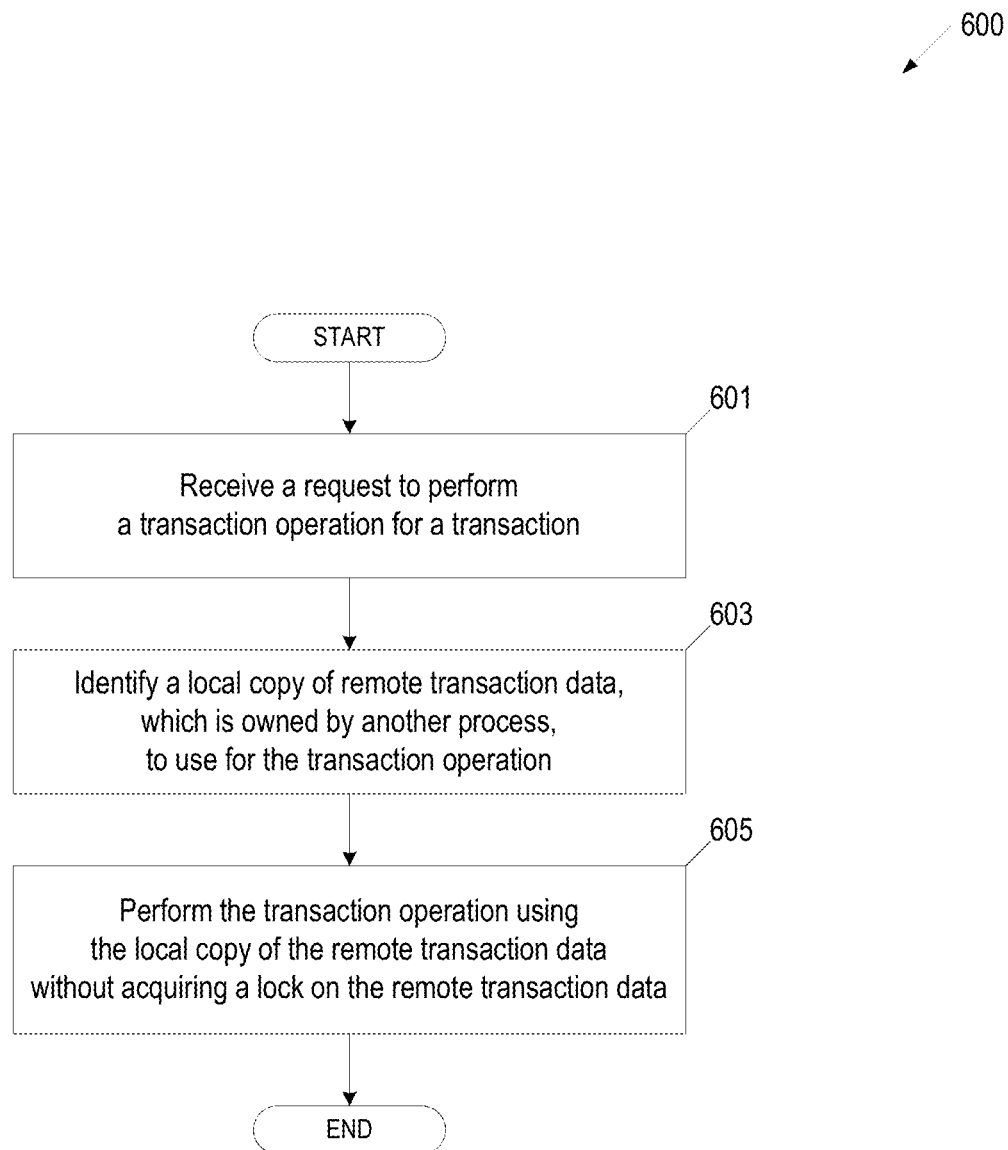 600
START
601
Receive a request to perform
a transaction operation for a transaction
603
Identify a local copy of remote transaction data,
which is owned by another process,
to use for the transaction operation
605
Perform the transaction operation using
the local copy of the remote transaction data
without acquiring a lock on the remote transaction data
END